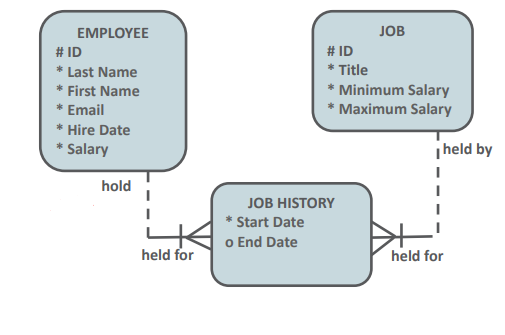 EMPLOYEE
# ID
* Last Name
* First Name
* Email
* Hire Date
* Salary
JOB
# ID
* Title
* Minimum Salary
* Maximum Salary
held by
hold
JOB HISTORY
* Start Date
o End Date
held for
held for